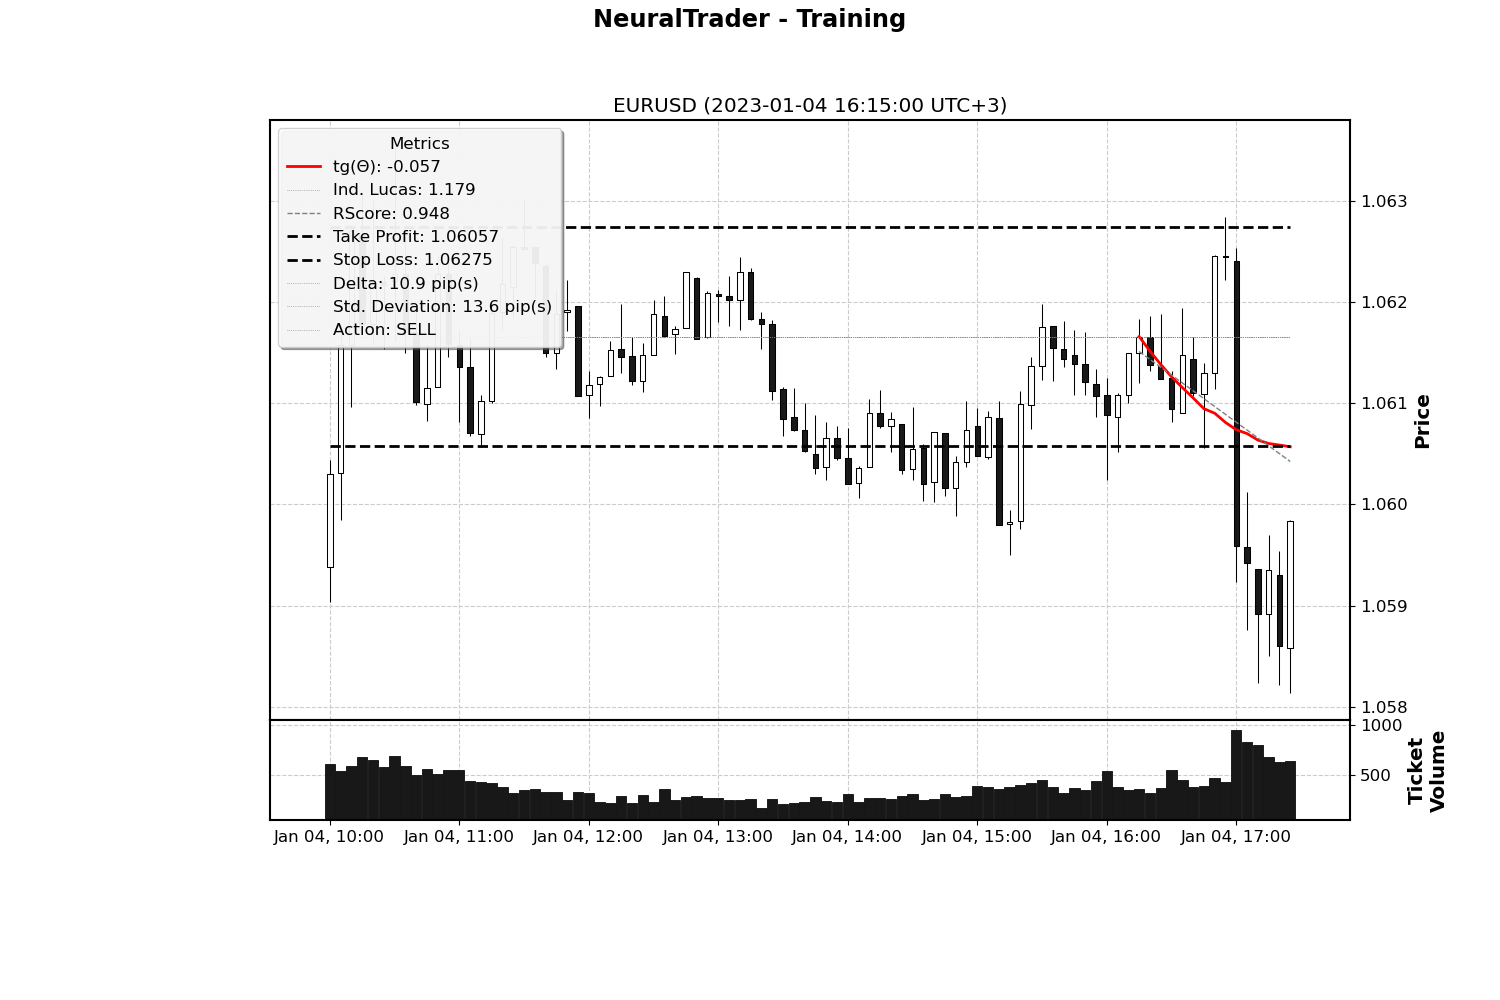 NeuralTrader - Training
EURUSD (2023-01-04 16:15:00 UTC+3)
Metrics
tg(Θ): -0.057
Ind. Lucas: 1.179
RScore: 0.948
Take Profit: 1.06057
Stop Loss: 1.06275
Delta: 10.9 pip(s)
Std. Deviation: 13.6 pip(s)
Action: SELL
1.063
1.062
1.061
1.060
1.059
1.058
Price
1000
500
Ticket
Volume
Jan 04, 10:00
Jan 04, 11:00
Jan 04, 12:00
Jan 04, 13:00
Jan 04, 14:00
Jan 04, 15:00
Jan 04, 16:00
Jan 04, 17:00